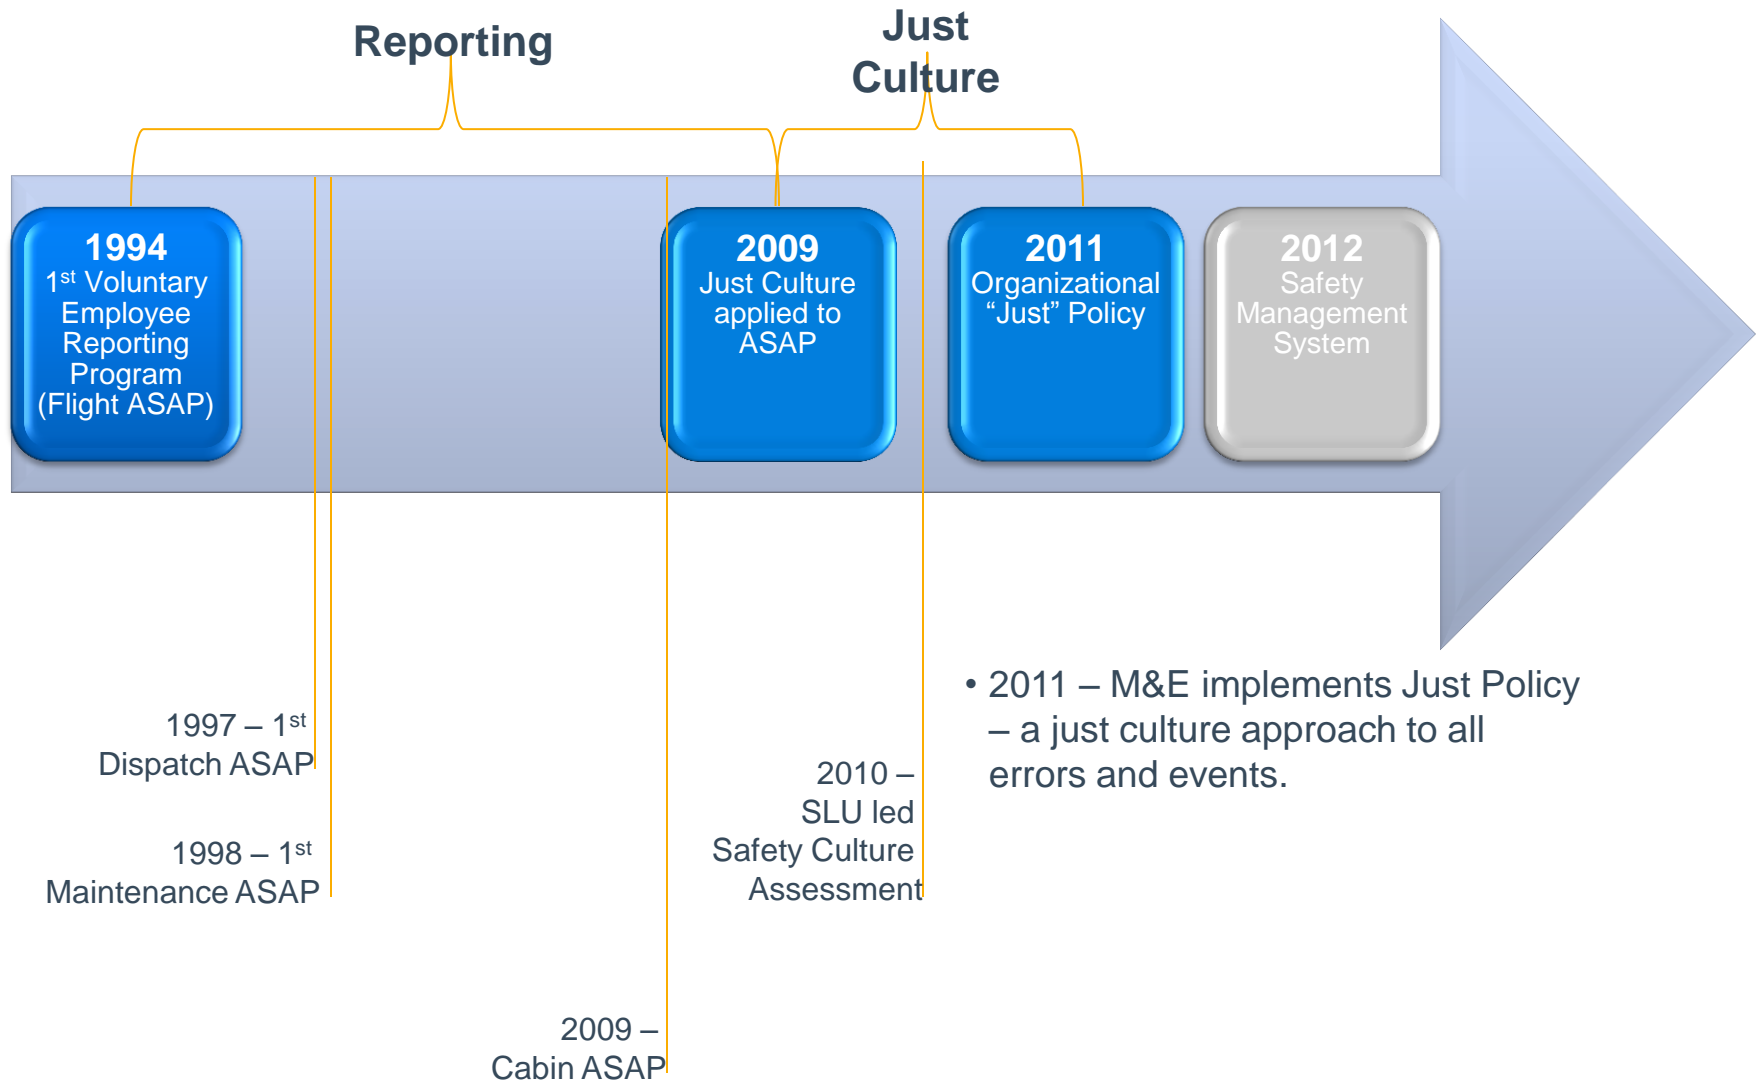 Reporting
Just
Culture
1994
1st Voluntary
Employee
Reporting
Program
(Flight ASAP)
2009
Just Culture
applied to
ASAP
2011
Organizational
“Just” Policy
2012
Safety
Management
System
1997 – 1st
Dispatch ASAP
1998 – 1st
Maintenance ASAP
2009 –
Cabin ASAP
2010 –
SLU led
Safety Culture
Assessment
• 2011 – M&E implements Just Policy
– a just culture approach to all
errors and events.